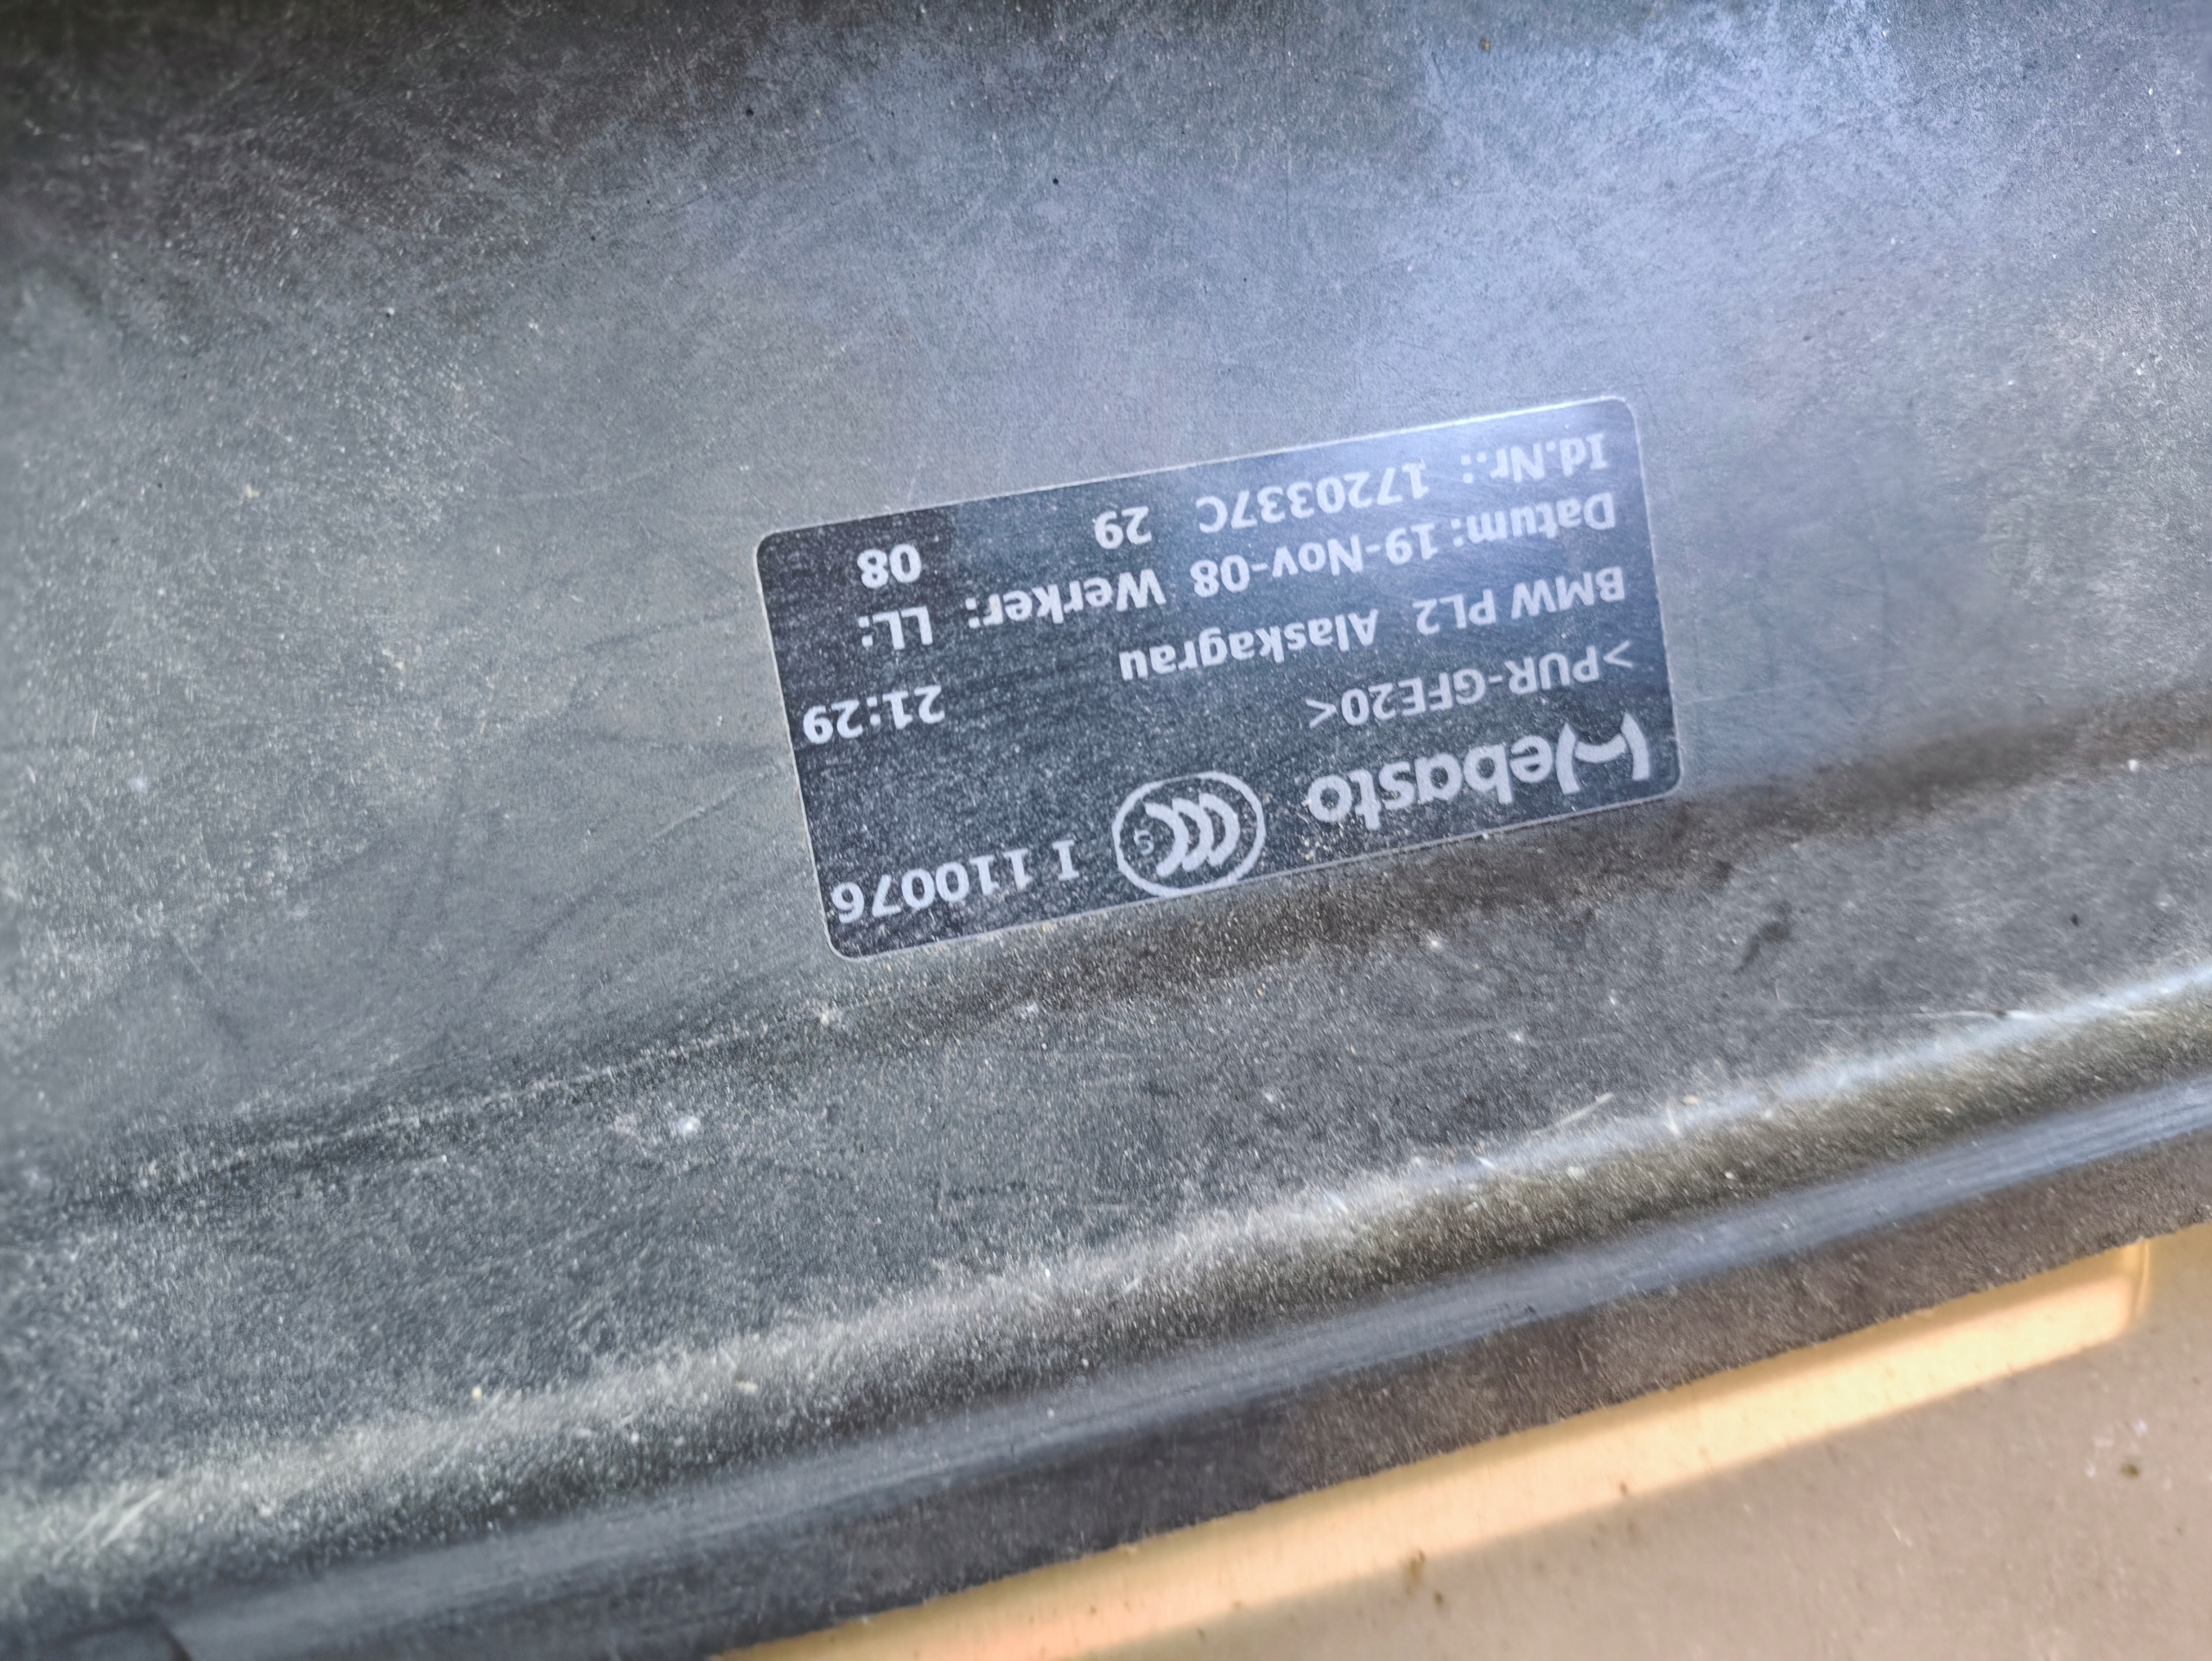 Webasto CCC S I 110076
>PUR-GFE20<
BMW PL2 Alaskagrau 21:29
Datum: 19-Nov-08 Werker: LL:
Id.Nr.: 1720337C 29 08